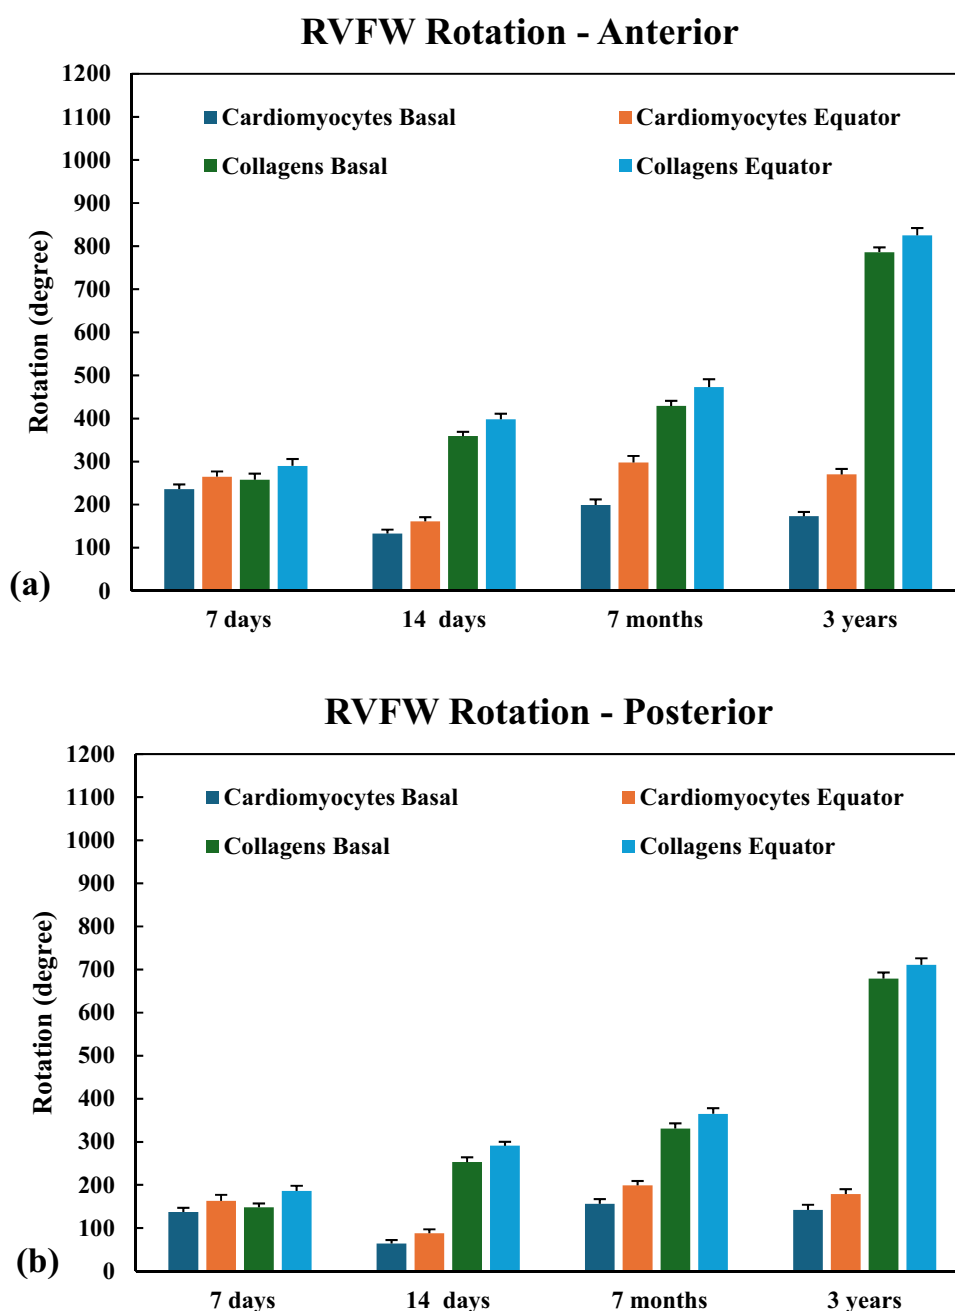 RVFW Rotation - Anterior
1200
1100
1000
900
800
700
600
500
400
300
200
100
0
Rotation (degree)
Cardiomyocytes Basal
Cardiomyocytes Equator
Collagens Basal
Collagens Equator
(a)
7 days
14 days
7 months
3 years
RVFW Rotation - Posterior
1200
1100
1000
900
800
700
600
500
400
300
200
100
0
Rotation (degree)
Cardiomyocytes Basal
Cardiomyocytes Equator
Collagens Basal
Collagens Equator
(b)
7 days
14 days
7 months
3 years